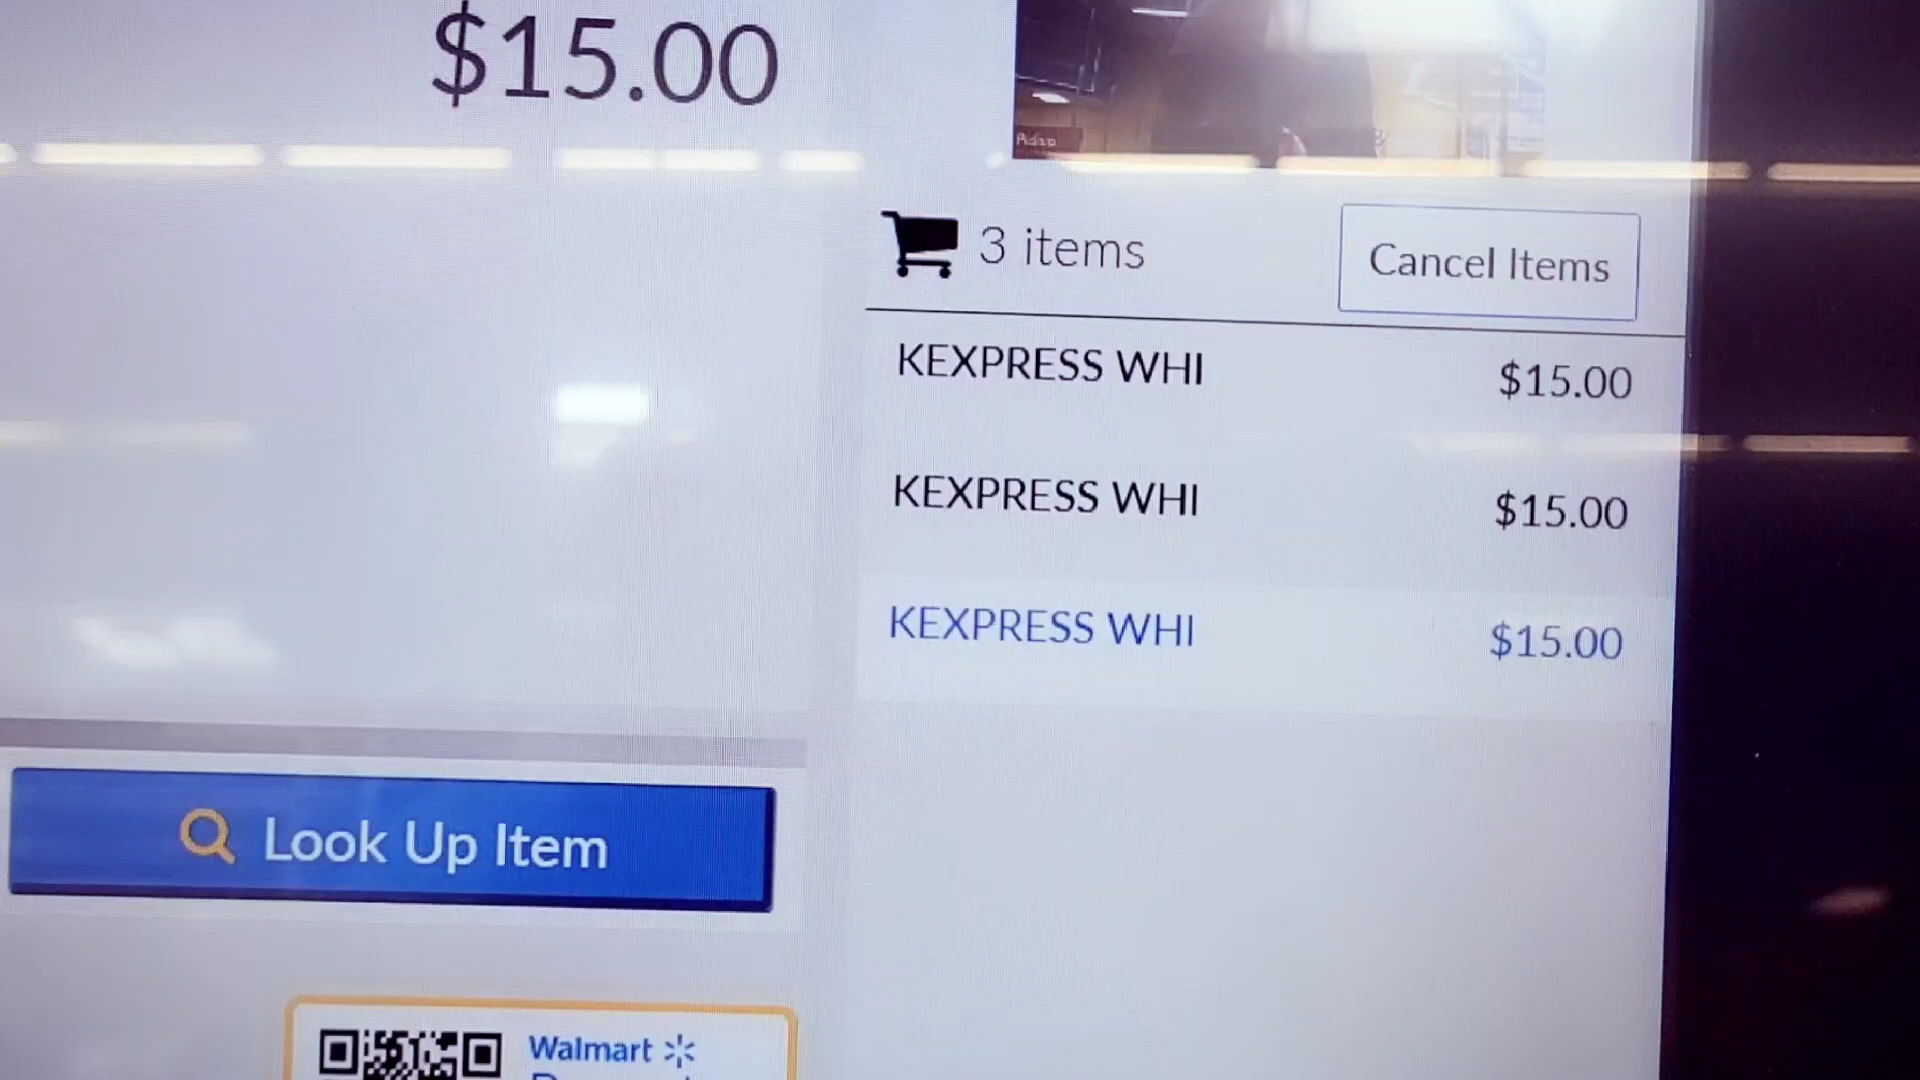 $15.00
3 items
Cancel Items
KEXPRESS WHI
$15.00
KEXPRESS WHI
$15.00
KEXPRESS WHI
$15.00
Look Up Item
Walmart